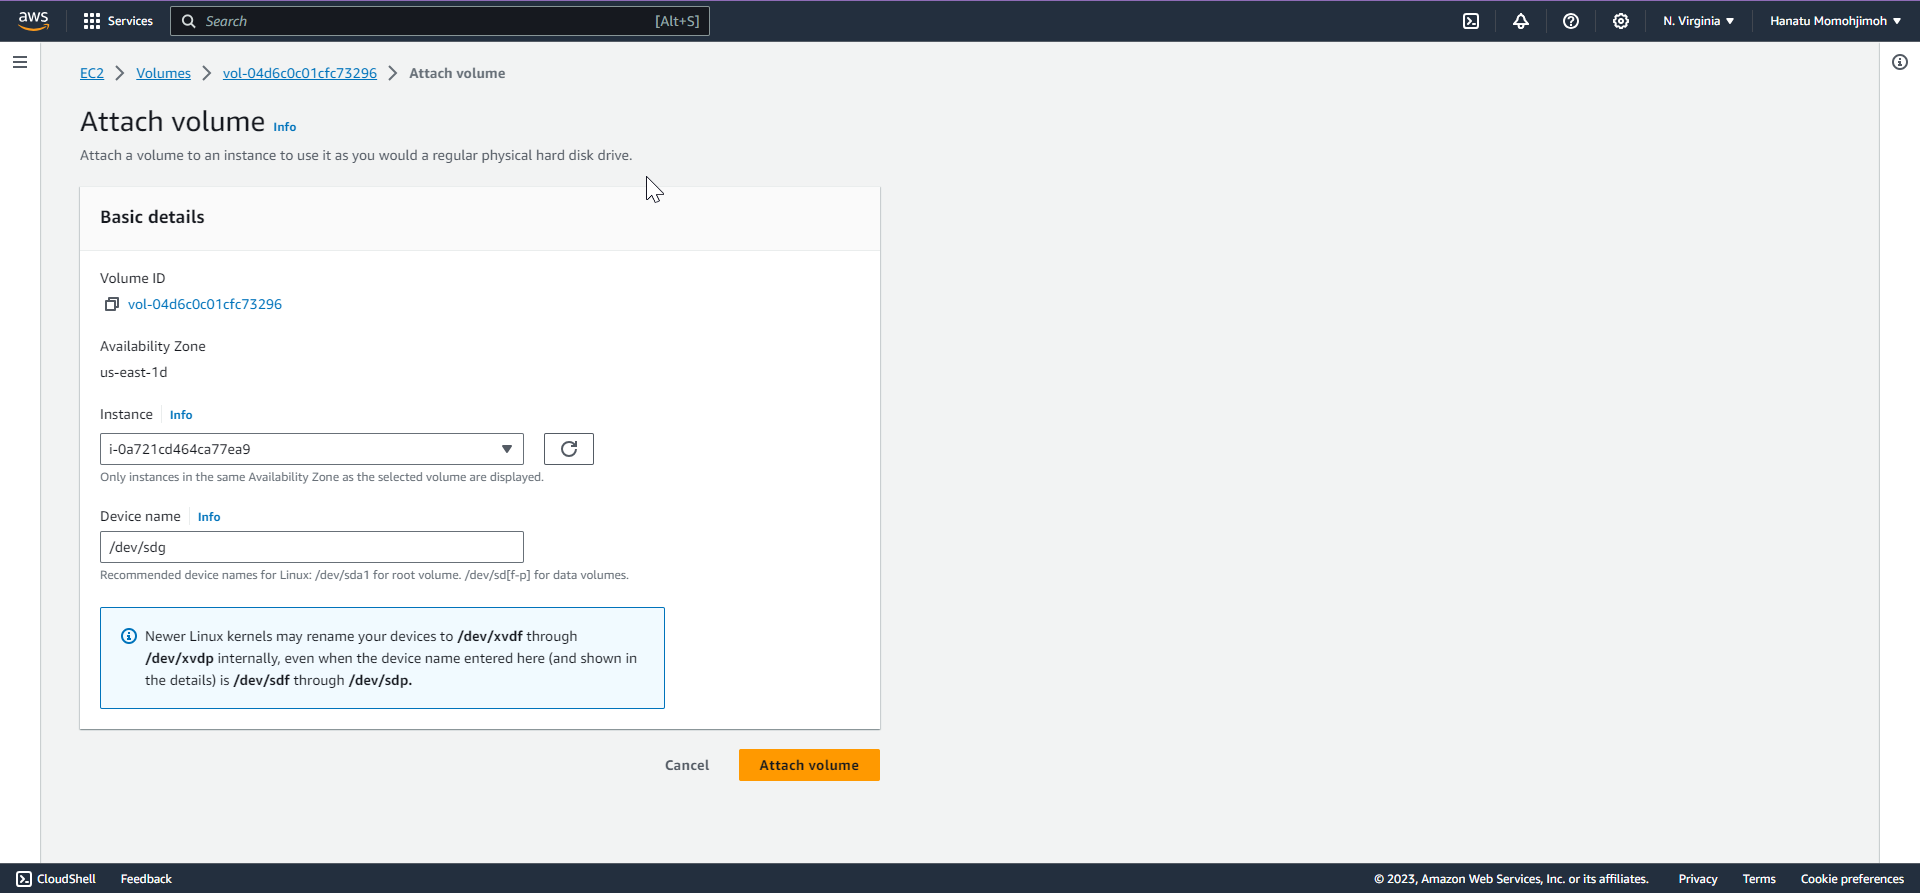 aws
Services
Search
[Alt+S]
N. Virginia
Hanatu Momohjimoh
EC2
Volumes
vol-04d6c0c01cfc73296
Attach volume
Attach volume Info
Attach a volume to an instance to use it as you would a regular physical hard disk drive.
Basic details
Volume ID
vol-04d6c0c01cfc73296
Availability Zone
us-east-1d
Instance Info
i-0a721cd464ca77ea9
Only instances in the same Availability Zone as the selected volume are displayed.
Device name Info
/dev/sdg
Recommended device names for Linux: /dev/sda1 for root volume. /dev/sd[f-p] for data volumes.
Newer Linux kernels may rename your devices to /dev/xvdf through
/dev/xvdp internally, even when the device name entered here (and shown in
the details) is /dev/sdf through /dev/sdp.
Cancel
Attach volume
CloudShell
Feedback
© 2023, Amazon Web Services, Inc. or its affiliates.
Privacy
Terms
Cookie preferences